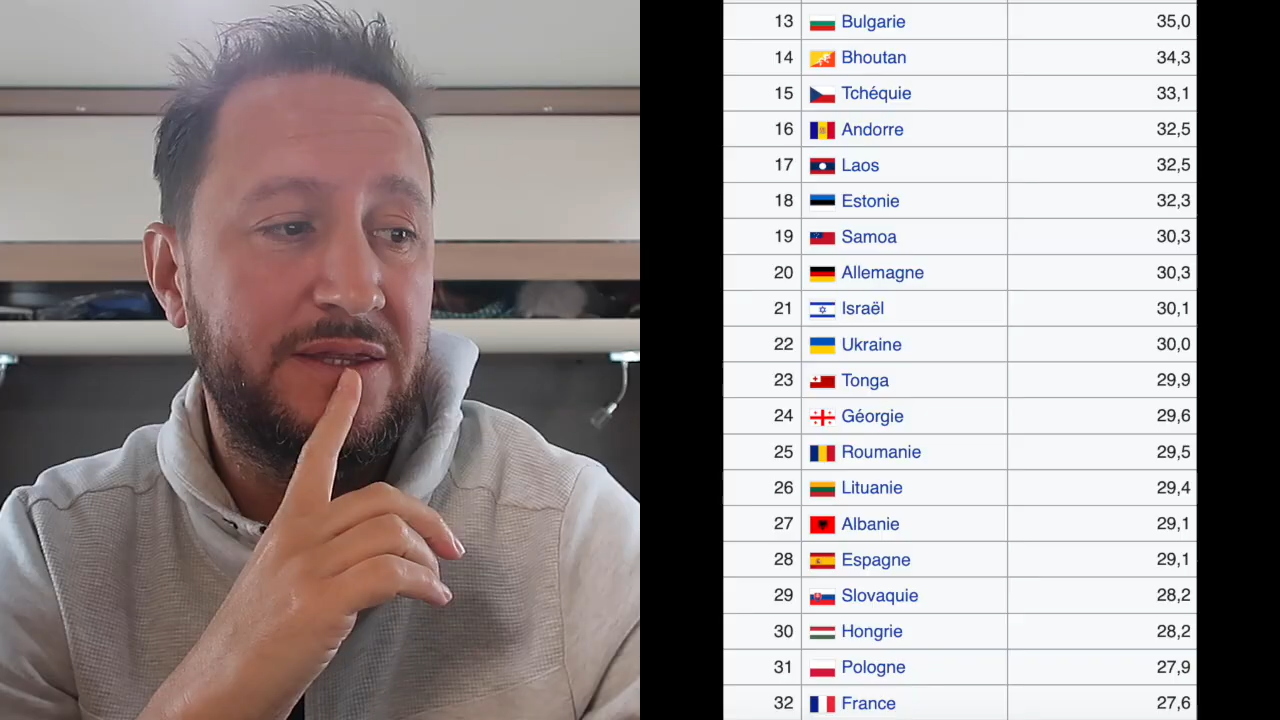 13 Bulgarie 35,0
14 Bhoutan 34,3
15 Tchéquie 33,1
16 Andorre 32,5
17 Laos 32,5
18 Estonie 32,3
19 Samoa 30,3
20 Allemagne 30,3
21 Israël 30,1
22 Ukraine 30,0
23 Tonga 29,9
24 Géorgie 29,6
25 Roumanie 29,5
26 Lituanie 29,4
27 Albanie 29,1
28 Espagne 29,1
29 Slovaquie 28,2
30 Hongrie 28,2
31 Pologne 27,9
32 France 27,6